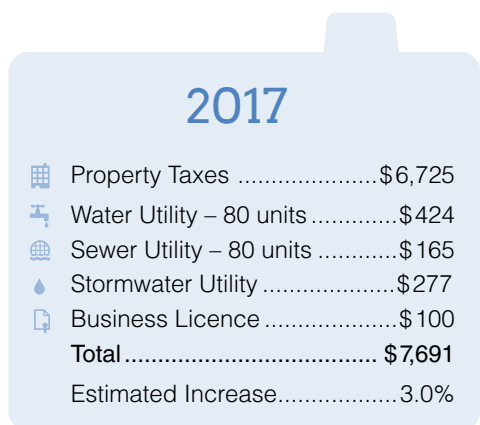 2017
Property Taxes ......................$6,725
Water Utility – 80 units .............$424
Sewer Utility – 80 units ............$165
Stormwater Utility ....................$277
Business Licence .....................$100
Total ...................................... $7,691
Estimated Increase...................3.0%